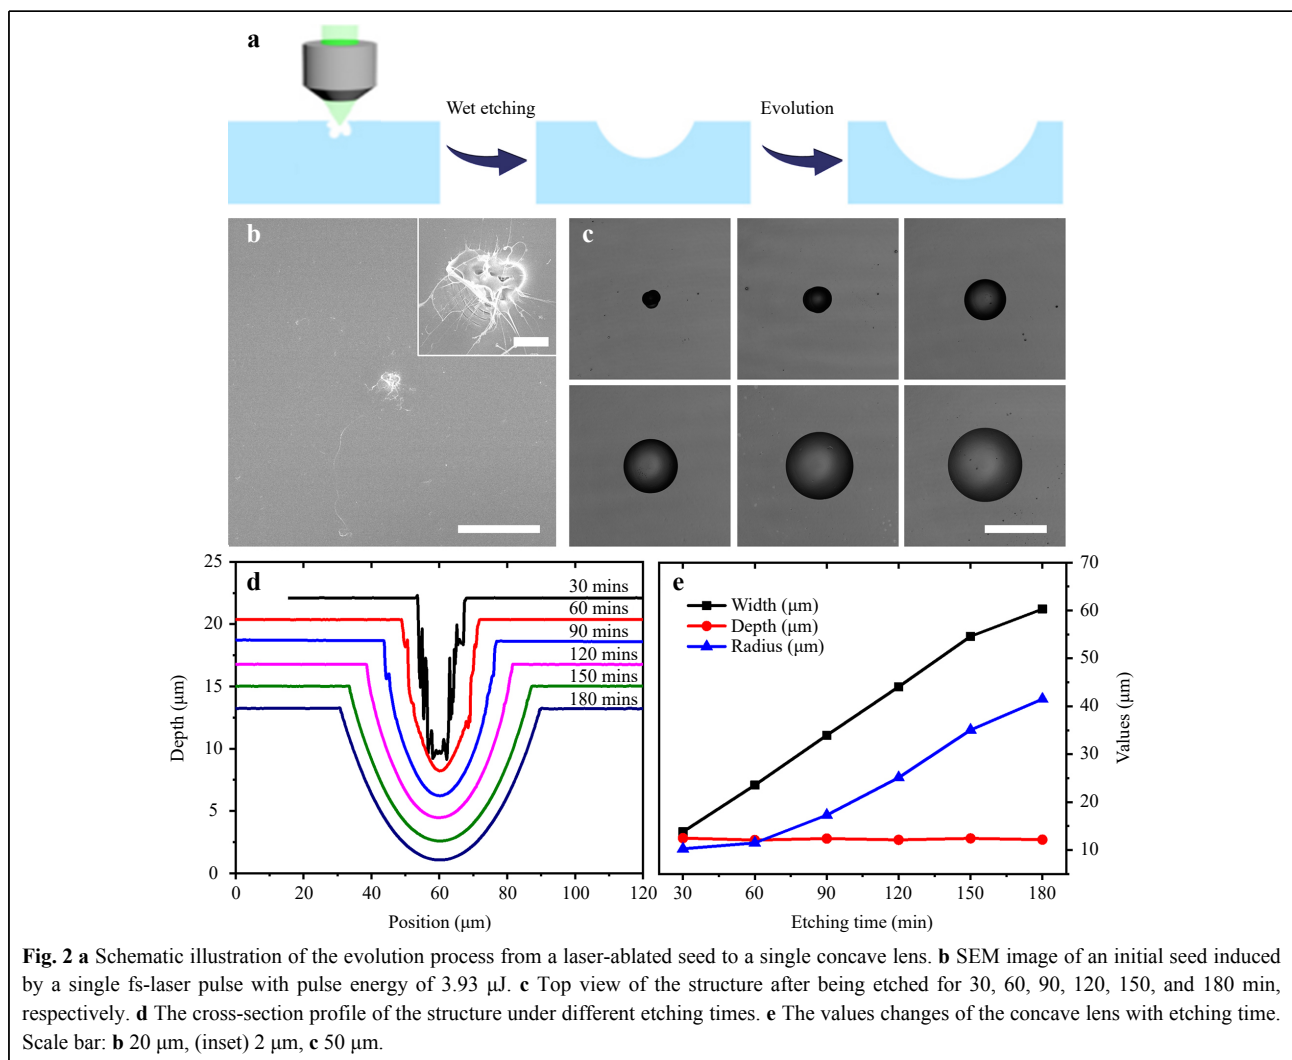 a
Wet etching
Evolution
b
c
d
30 mins
60 mins
90 mins
120 mins
150 mins
180 mins
25
20
15
10
5
0
Depth (μm)
0
20
40
60
80
100
120
Position (μm)
e
Width (μm)
Depth (μm)
Radius (μm)
70
60
50
40
30
20
10
Values (μm)
30
60
90
120
150
180
Etching time (min)
Fig. 2 a Schematic illustration of the evolution process from a laser-ablated seed to a single concave lens. b SEM image of an initial seed induced
by a single fs-laser pulse with pulse energy of 3.93 μJ. c Top view of the structure after being etched for 30, 60, 90, 120, 150, and 180 min,
respectively. d The cross-section profile of the structure under different etching times. e The values changes of the concave lens with etching time.
Scale bar: b 20 μm, (inset) 2 μm, c 50 μm.